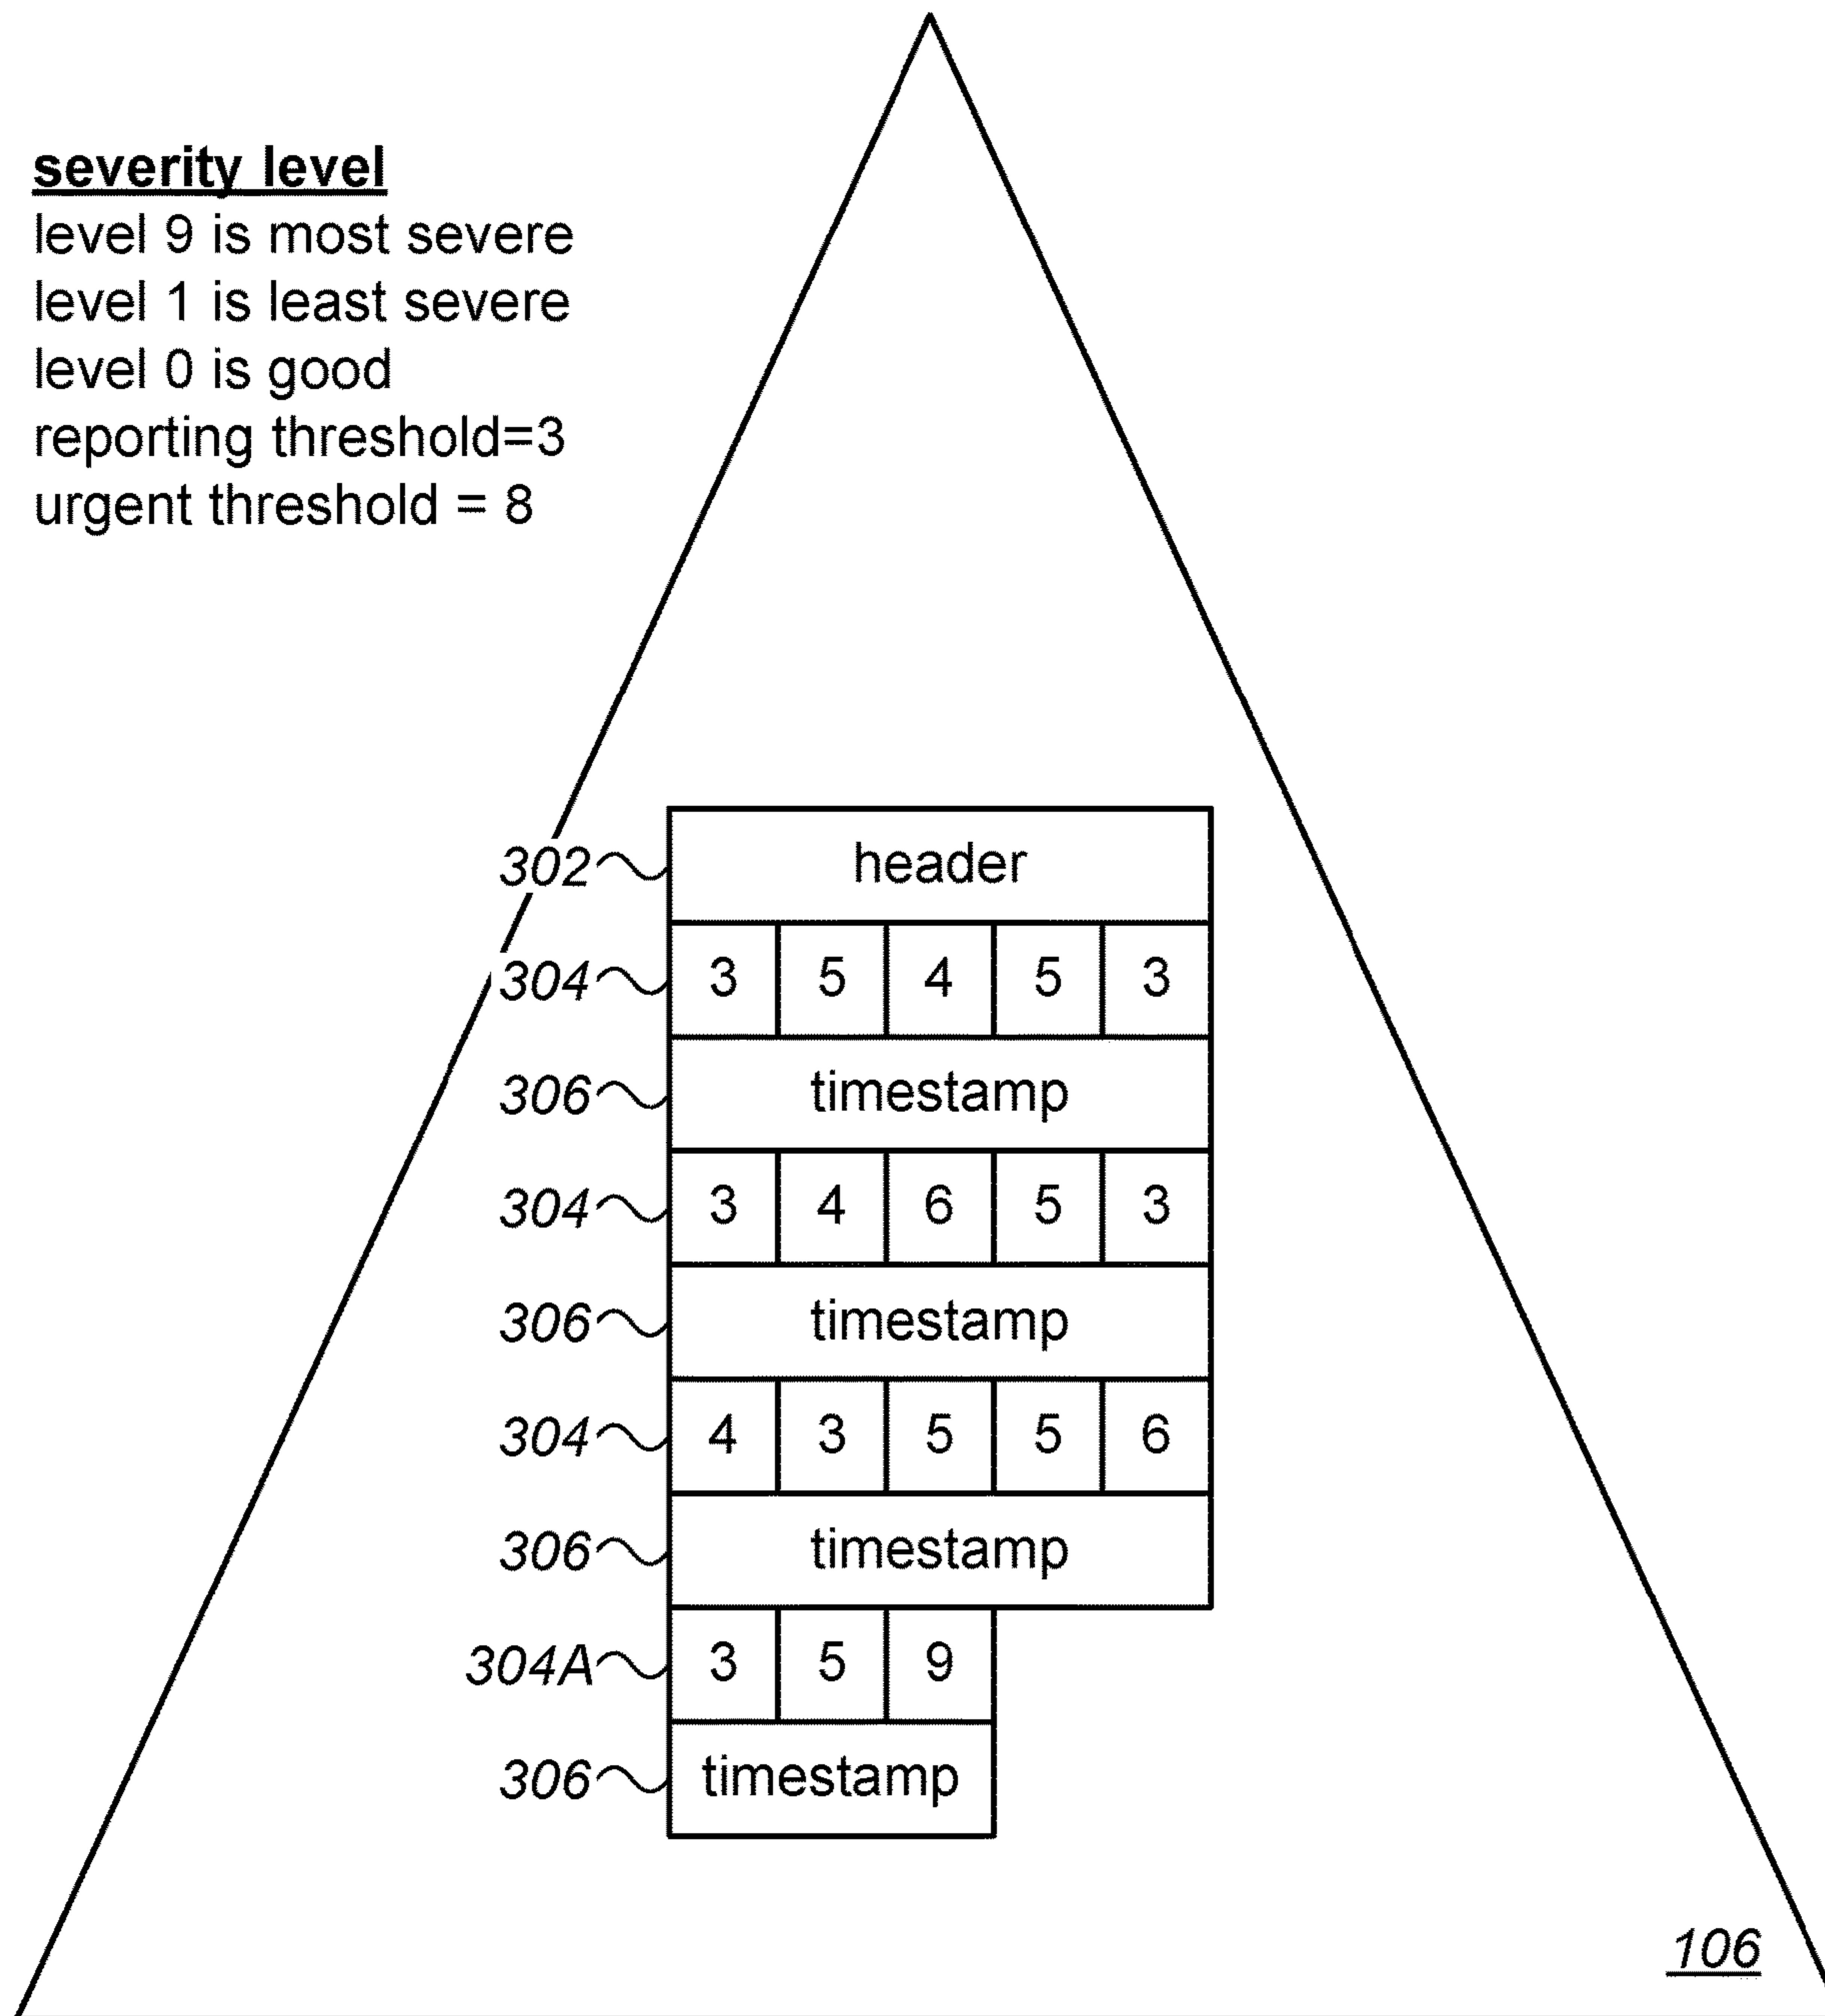 severity level
level 9 is most severe
level 1 is least severe
level 0 is good
reporting threshold=3
urgent threshold = 8
302 header
304 3 5 4 5 3
306 timestamp
304 3 4 6 5 3
306 timestamp
304 4 3 5 5 6
306 timestamp
304A 3 5 9
306 timestamp
106